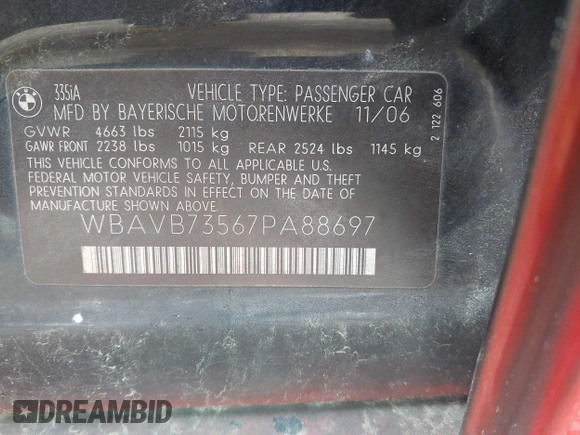 335iA
VEHICLE TYPE: PASSENGER CAR
MFD BY BAYERISCHE MOTORENWERKE 11/06
GVWR 4663 lbs 2115 kg
GAWR FRONT 2238 lbs 1015 kg REAR 2524 lbs 1145 kg
THIS VEHICLE CONFORMS TO ALL APPLICABLE U.S.
FEDERAL MOTOR VEHICLE SAFETY, BUMPER AND THEFT
PREVENTION STANDARDS IN EFFECT ON THE DATE OF
MANUFACTURE SHOWN ABOVE.
WBAVB73567PA88697
2 122 606
DREAMBID